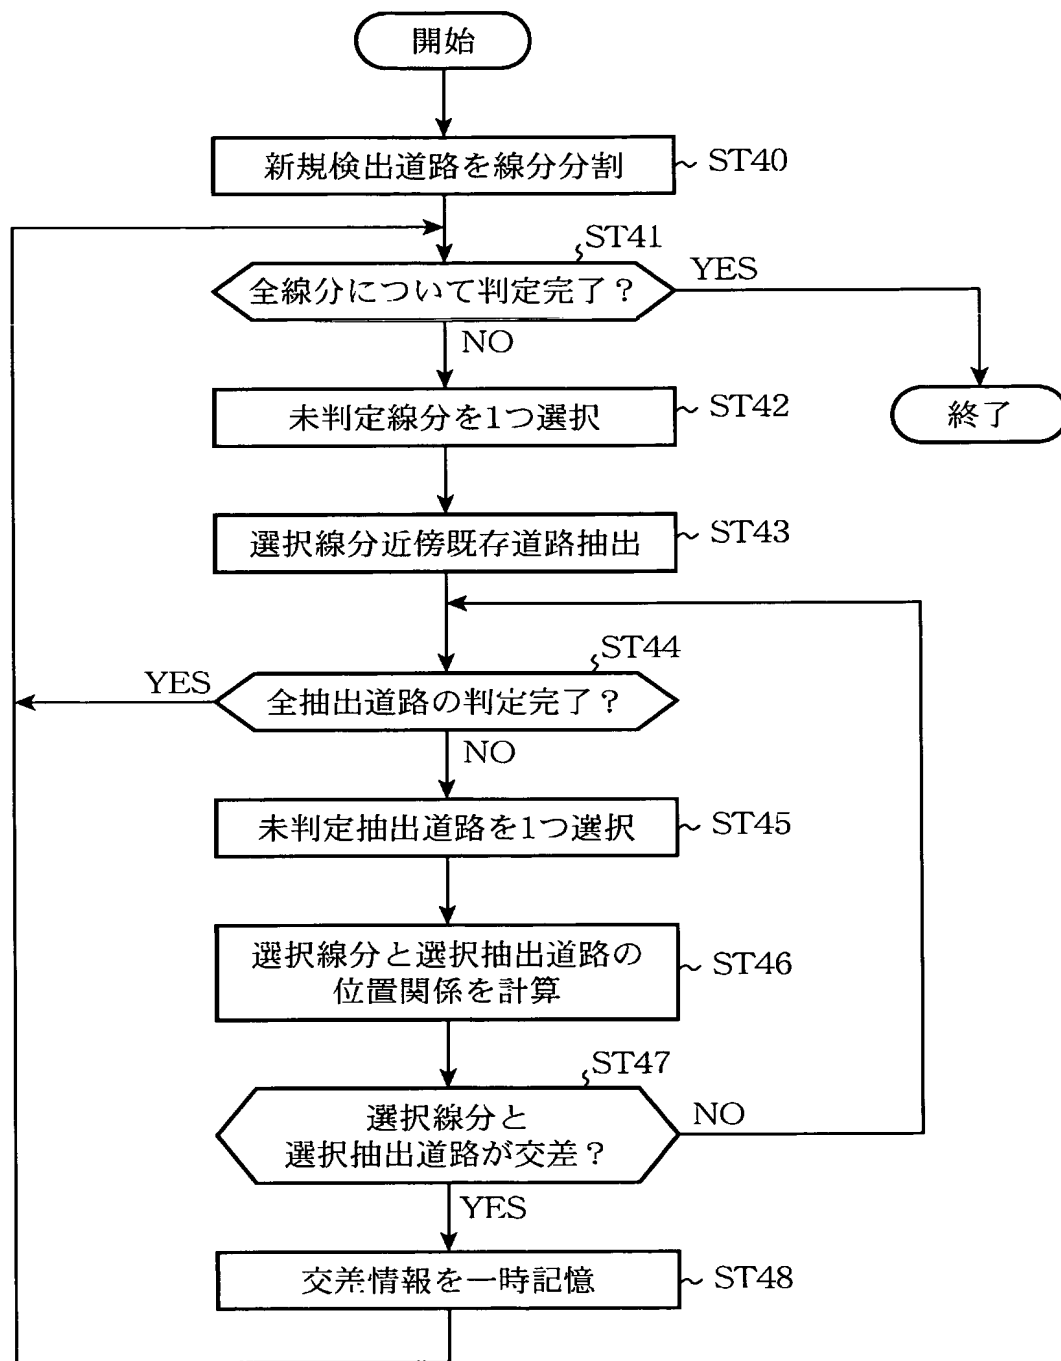 開始
新規検出道路を線分分割
ST40
ST41
全線分について判定完了？
YES
NO
未判定線分を1つ選択
ST42
終了
選択線分近傍既存道路抽出
ST43
ST44
YES
全抽出道路の判定完了？
NO
未判定抽出道路を1つ選択
ST45
選択線分と選択抽出道路の
位置関係を計算
ST46
ST47
選択線分と
選択抽出道路が交差？
NO
YES
交差情報を一時記憶
ST48